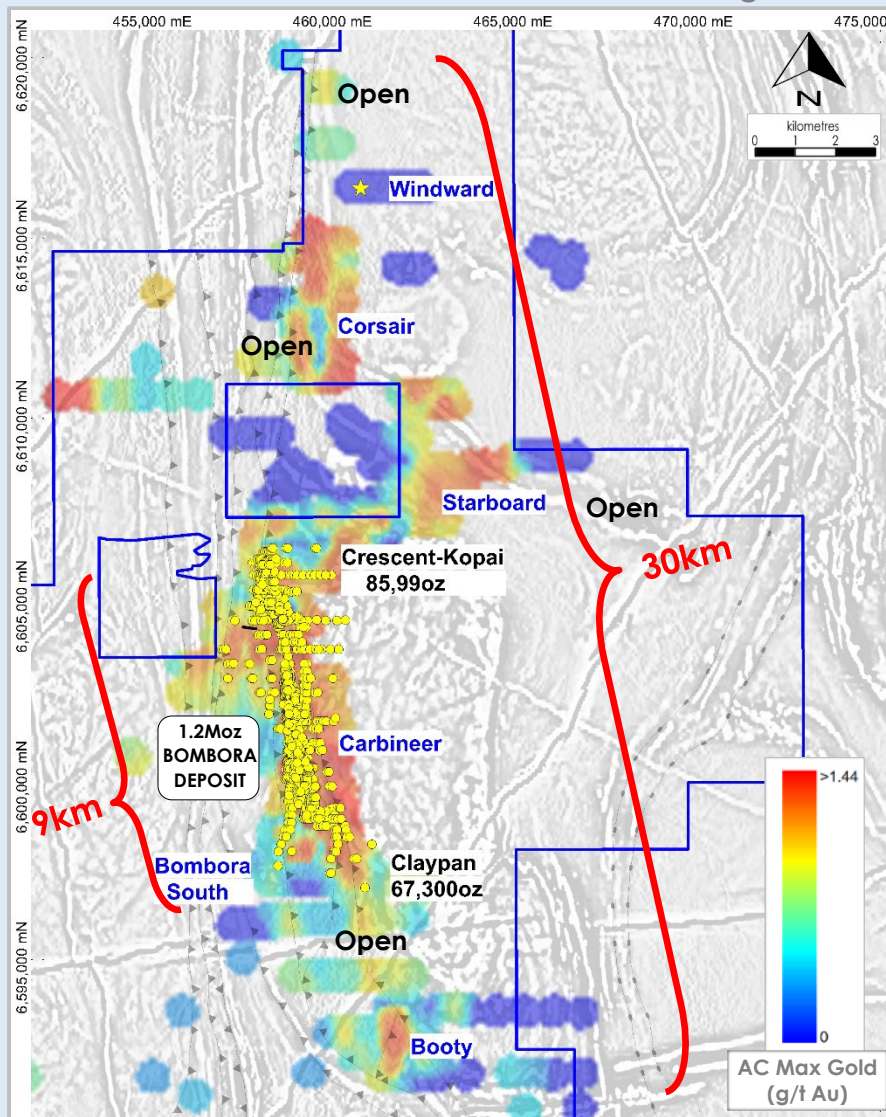 455,000 mE
460,000 mE
465,000 mE
470,000 mE
475,000
6,620,000 mN
6,615,000 mN
6,610,000 mN
6,605,000 mN
6,600,000 mN
6,595,000 mN
N
kilometres
0 1 2 3
Open
Windward
Corsair
Open
Starboard
Open
Crescent-Kopai
85,99oz
30km
1.2Moz
BOMBORA
DEPOSIT
Carbineer
9km
Bombora
South
Claypan
67,300oz
Open
Booty
>1.44
0
AC Max Gold
(g/t Au)